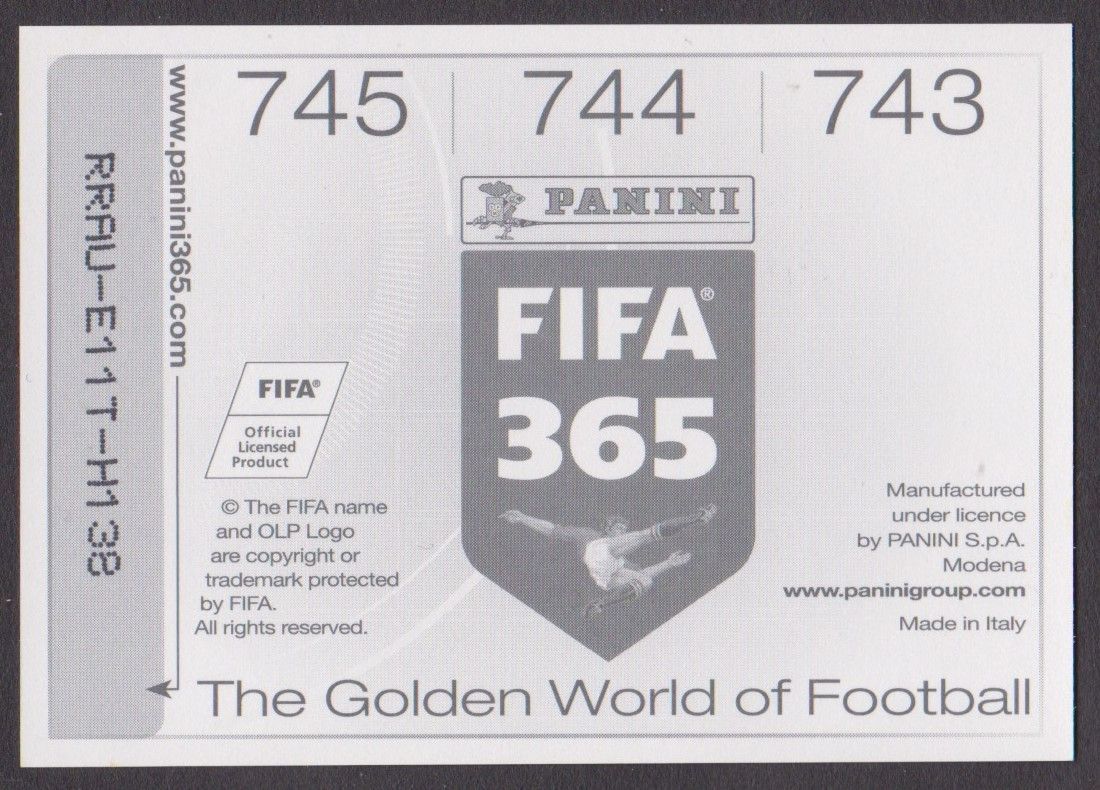 745 744 743
www.panini365.com
RRAU-E11T-H138
PANINI
FIFA®
365
FIFA®
Official
Licensed
Product
© The FIFA name
and OLP Logo
are copyright or
trademark protected
by FIFA.
All rights reserved.
Manufactured
under licence
by PANINI S.p.A.
Modena
www.paninigroup.com
Made in Italy
The Golden World of Football